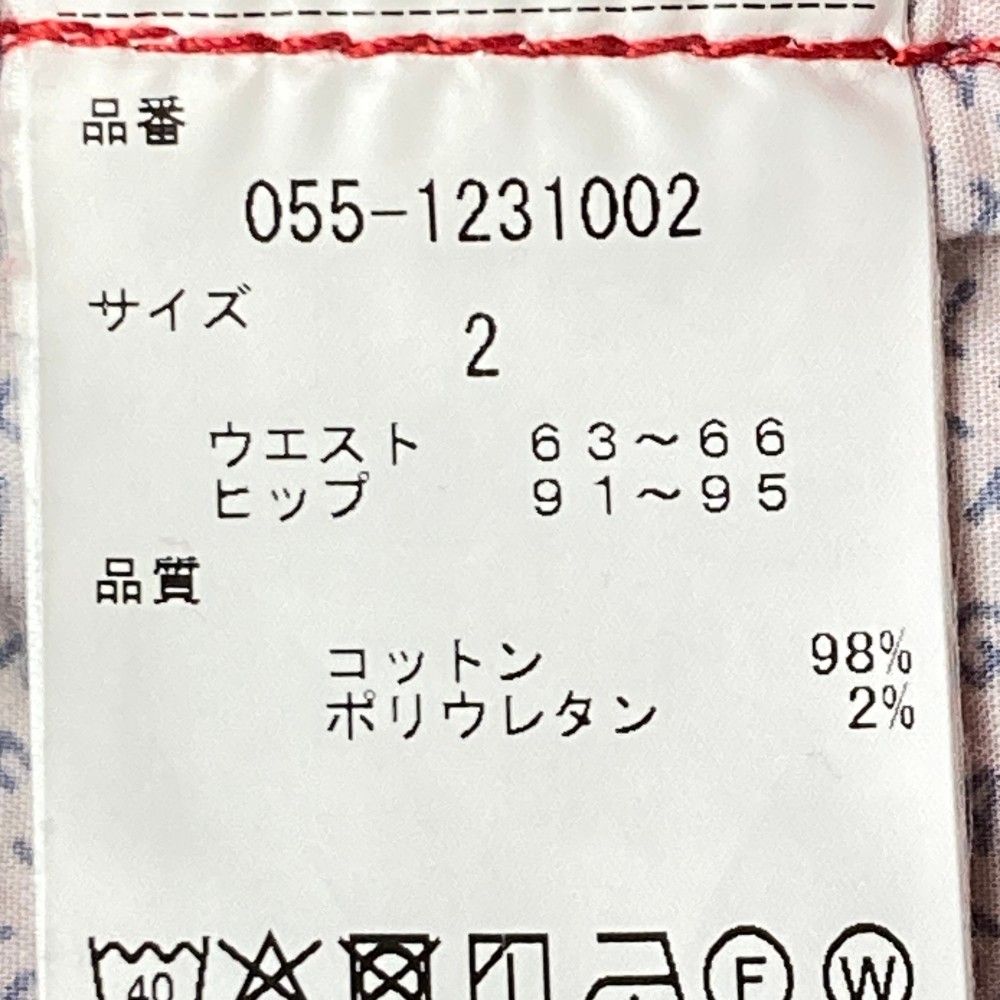 品番
055-1231002
サイズ
2
ウエスト 63～66
ヒップ 91～95
品質
コットン 98%
ポリウレタン 2%
40 F W